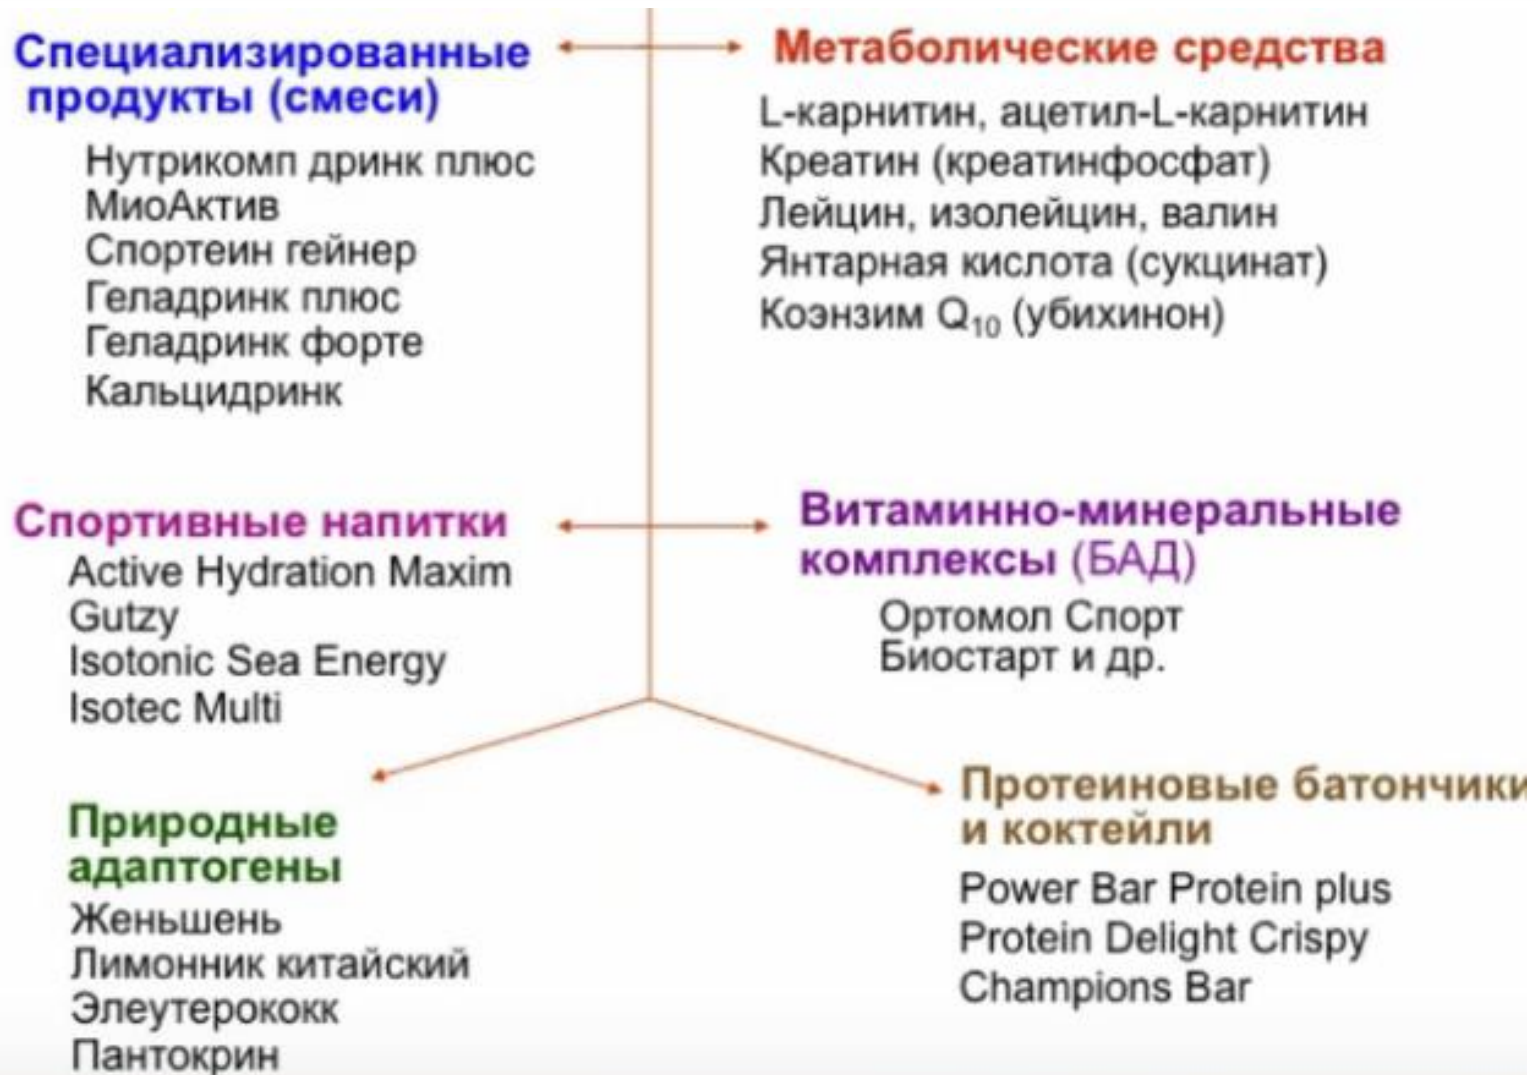 Специализированные
продукты (смеси)
Нутрикомп дринк плюс
МиоАктив
Спортеин гейнер
Геладринк плюс
Геладринк форте
Кальцидринк
Метаболические средства
L-карнитин, ацетил-L-карнитин
Креатин (креатинфосфат)
Лейцин, изолейцин, валин
Янтарная кислота (сукцинат)
Коэнзим Q₁₀ (убихинон)
Спортивные напитки
Active Hydration Maxim
Gutzy
Isotonic Sea Energy
Isotec Multi
Витаминно-минеральные
комплексы (БАД)
Ортомол Спорт
Биостарт и др.
Природные
адаптогены
Женьшень
Лимонник китайский
Элеутерококк
Пантокрин
Протеиновые батончики
и коктейли
Power Bar Protein plus
Protein Delight Crispy
Champions Bar